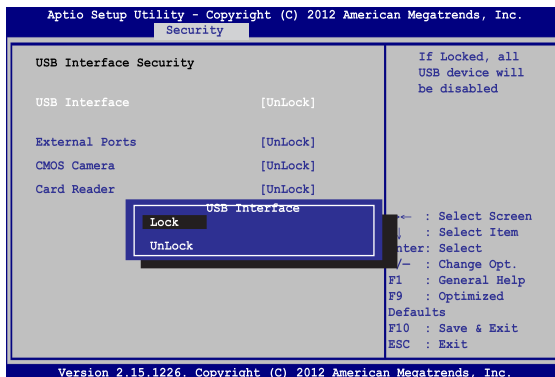 Aptio Setup Utility - Copyright (C) 2012 American Megatrends, Inc.
Security
USB Interface Security
USB Interface [UnLock]
External Ports [UnLock]
CMOS Camera [UnLock]
Card Reader [UnLock]
USB Interface
Lock
UnLock
If Locked, all
USB device will
be disabled
← : Select Screen
↓ : Select Item
nter: Select
/— : Change Opt.
F1 : General Help
F9 : Optimized
Defaults
F10 : Save & Exit
ESC : Exit
Version 2.15.1226. Copyright (C) 2012 American Megatrends, Inc.